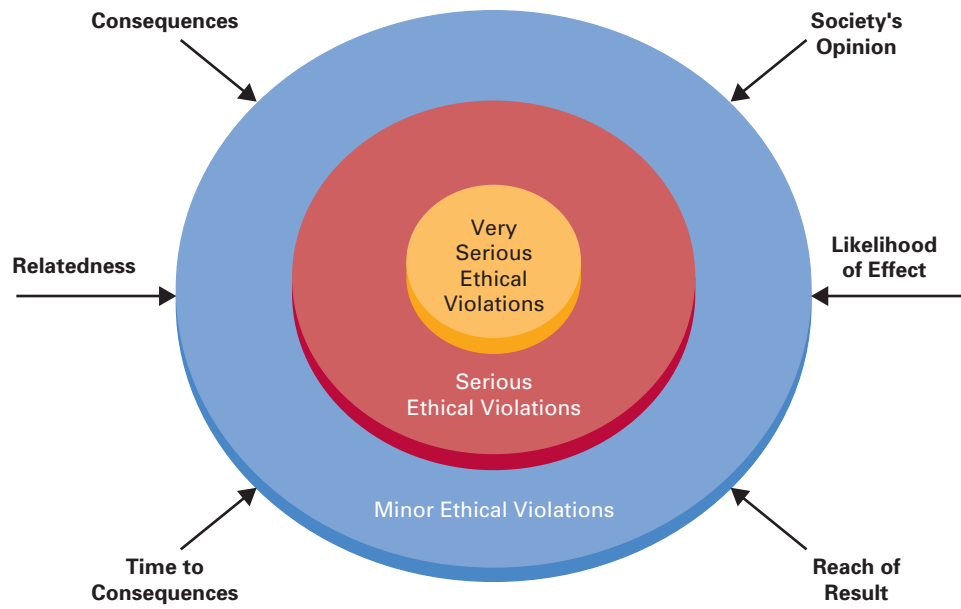 Consequences
Society's
Opinion
Very
Serious
Ethical
Violations
Relatedness
Likelihood
of Effect
Serious
Ethical Violations
Minor Ethical Violations
Time to
Consequences
Reach of
Result